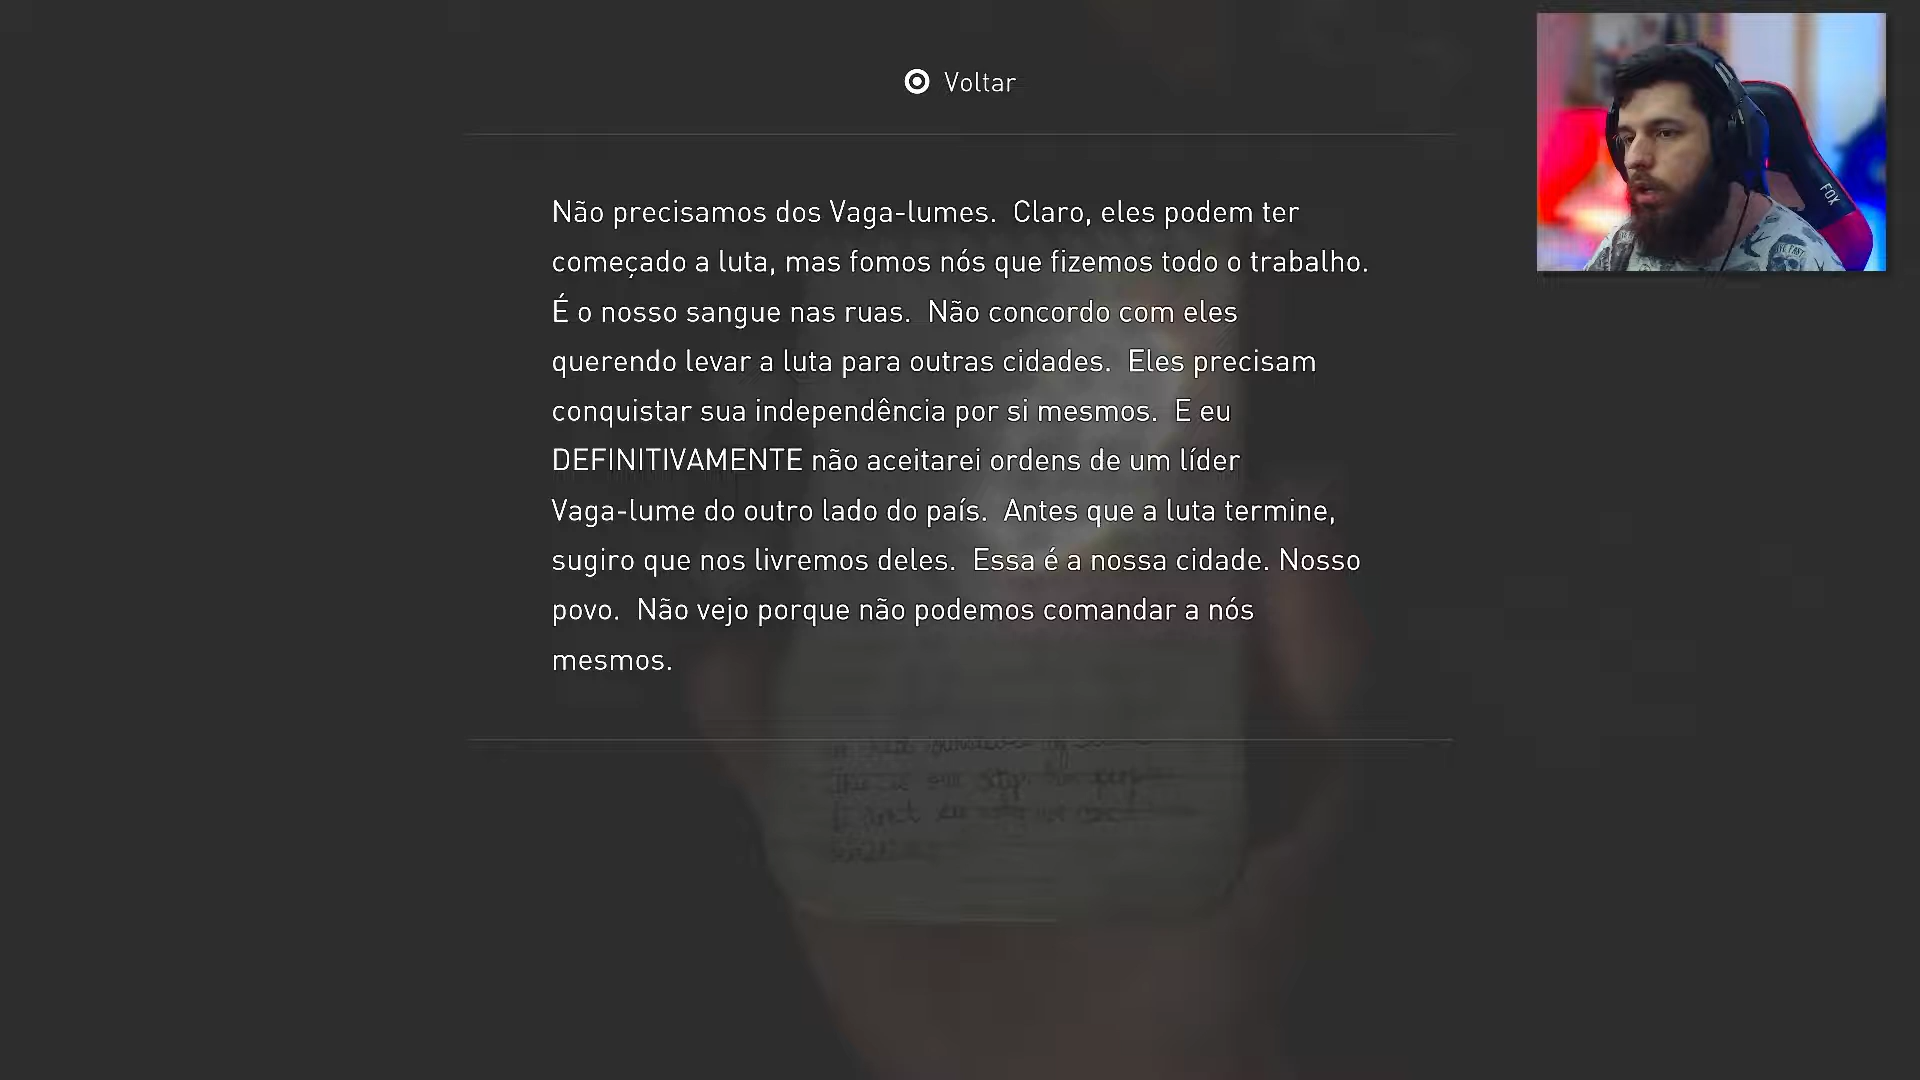 Voltar
Não precisamos dos Vaga-lumes. Claro, eles podem ter
começado a luta, mas fomos nós que fizemos todo o trabalho.
É o nosso sangue nas ruas. Não concordo com eles
querendo levar a luta para outras cidades. Eles precisam
conquistar sua independência por si mesmos. E eu
DEFINITIVAMENTE não aceitarei ordens de um líder
Vaga-lume do outro lado do país. Antes que a luta termine,
sugiro que nos livremos deles. Essa é a nossa cidade. Nosso
povo. Não vejo porque não podemos comandar a nós
mesmos.
FOX